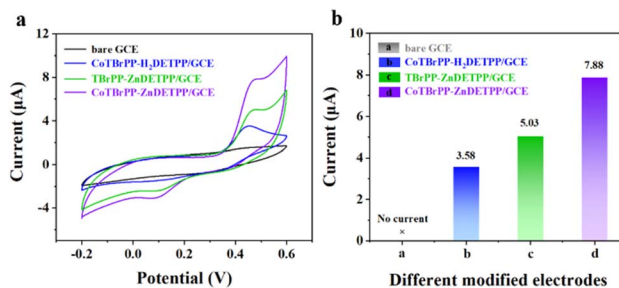 a
12
8
4
0
-4
Current (μA)
bare GCE
CoTBrPP-H₂DETPP/GCE
TBrPP-ZnDETPP/GCE
CoTBrPP-ZnDETPP/GCE
-0.2 0.0 0.2 0.4 0.6
Potential (V)
b
10
8
6
4
2
0
Current (μA)
a bare GCE
b CoTBrPP-H₂DETPP/GCE
c TBrPP-ZnDETPP/GCE
d CoTBrPP-ZnDETPP/GCE
No current
×
3.58
5.03
7.88
a b c d
Different modified electrodes